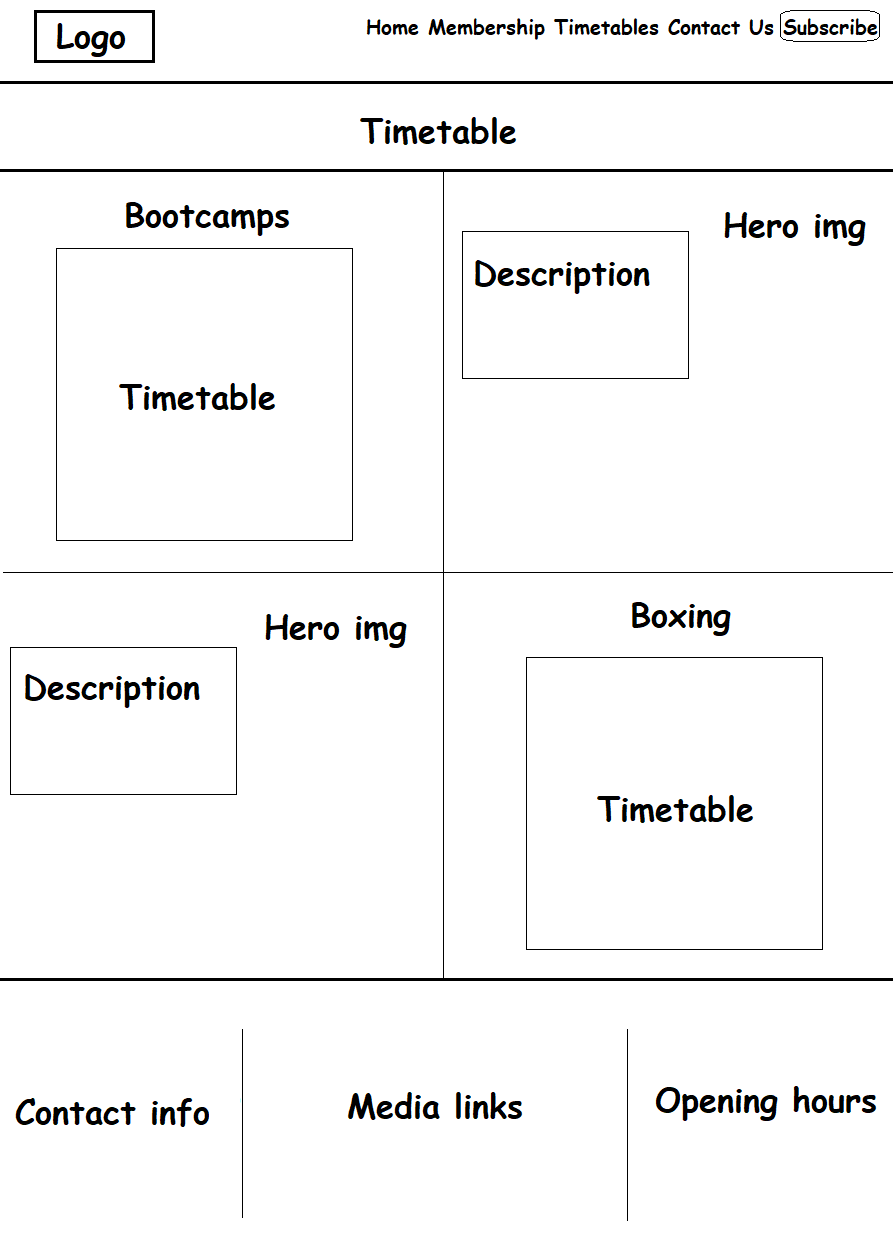 Logo
Home Membership Timetables Contact Us Subscribe
Timetable
Bootcamps
Timetable
Hero img
Description
Hero img
Description
Boxing
Timetable
Contact info
Media links
Opening hours